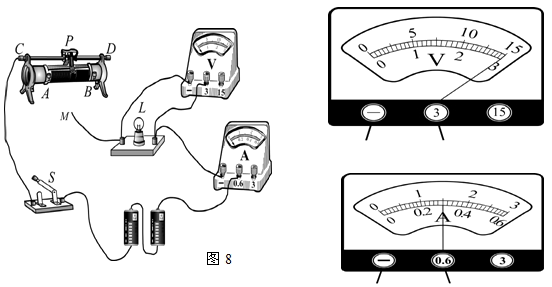 C P D
A B
M L
S
V
- 3 15
A
- 0.6 3
图 8
0 5 10 15
0 1 2 3
V
— 3 15
0 1 2 3
0 0.2 0.4 0.6
A
— 0.6 3